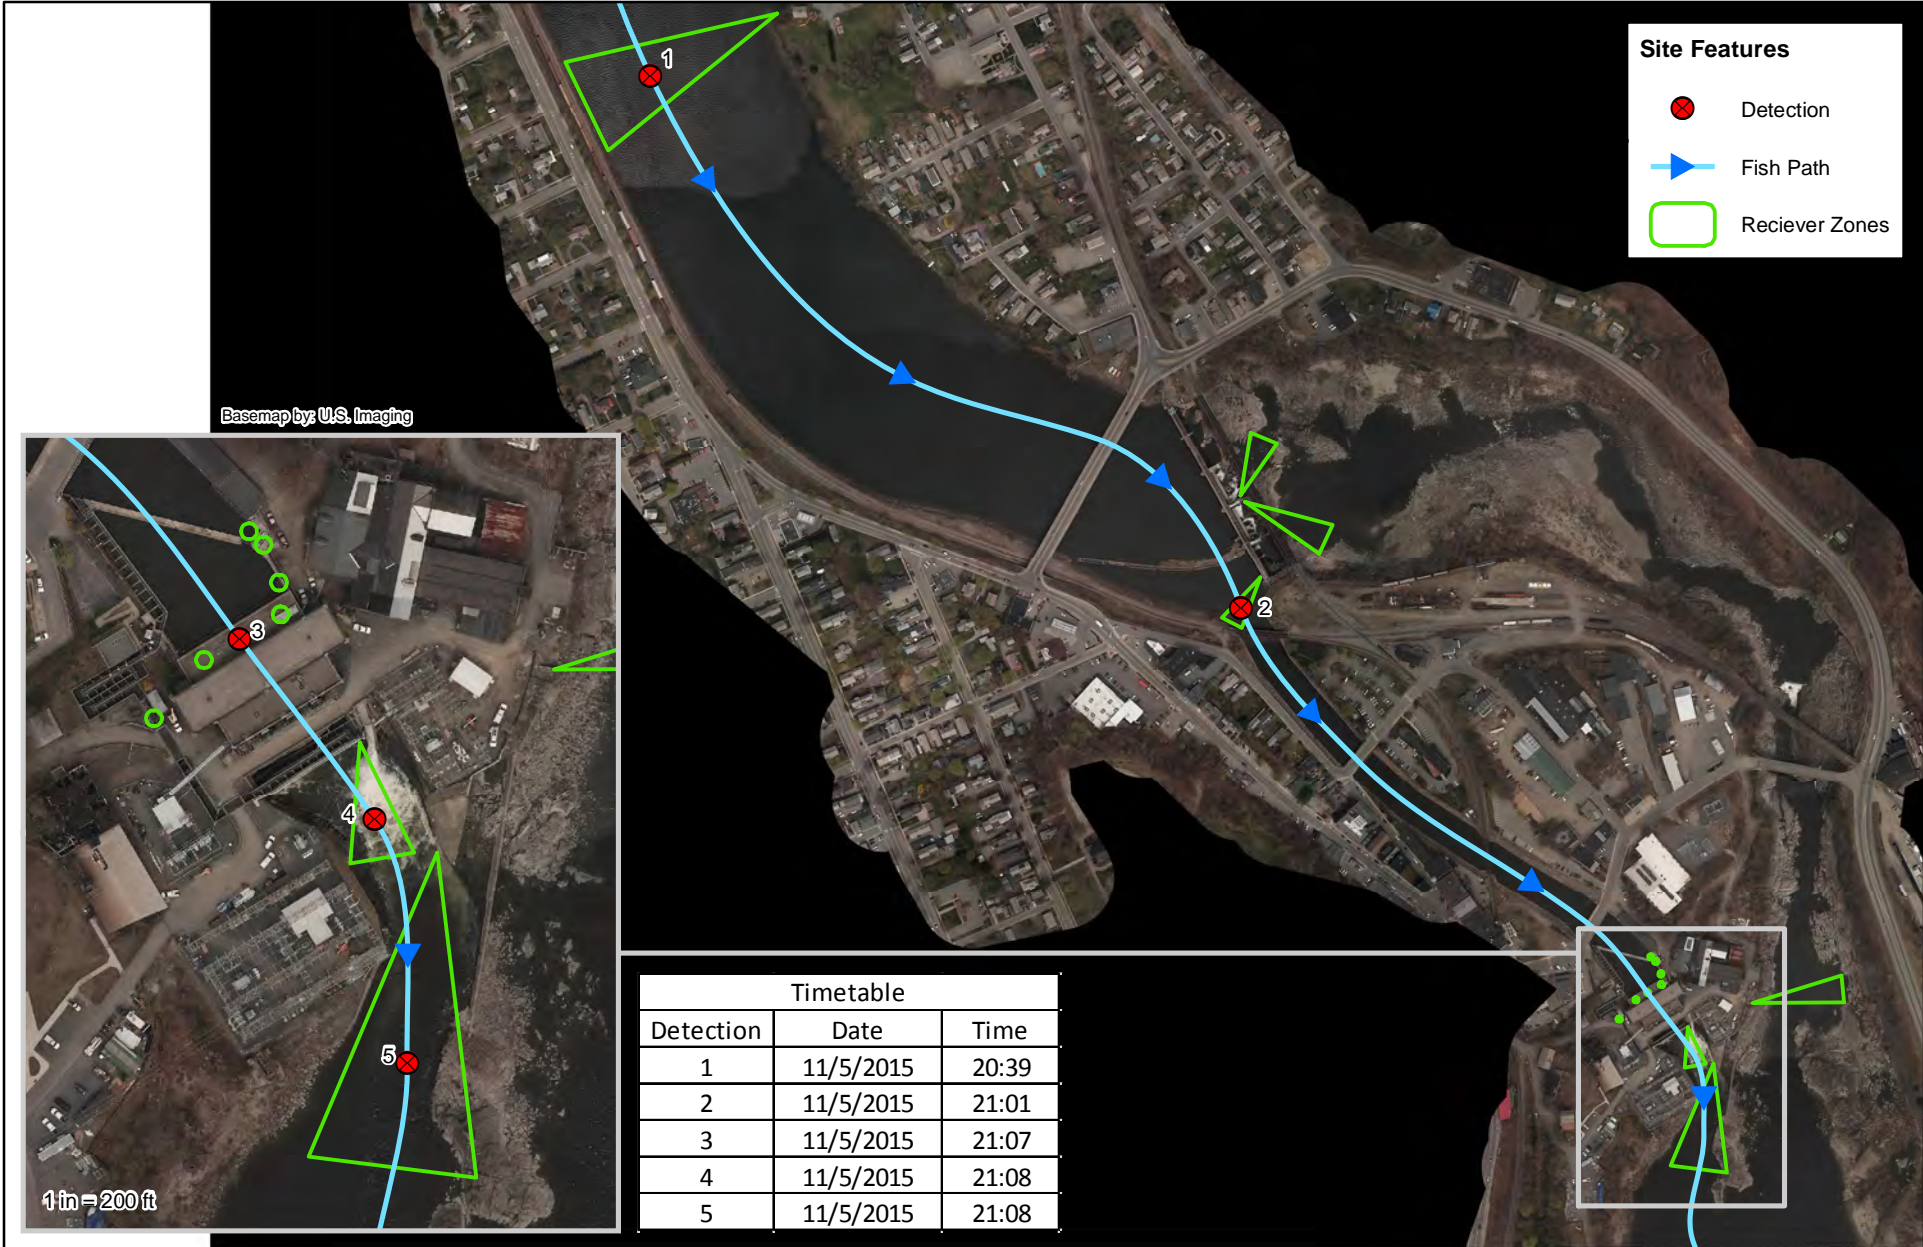 1
Site Features
Detection
Fish Path
Reciever Zones
Basemap by: U.S. Imaging
2
3
4
5
1 in = 200 ft
Timetable
Detection Date Time
1 11/5/2015 20:39
2 11/5/2015 21:01
3 11/5/2015 21:07
4 11/5/2015 21:08
5 11/5/2015 21:08